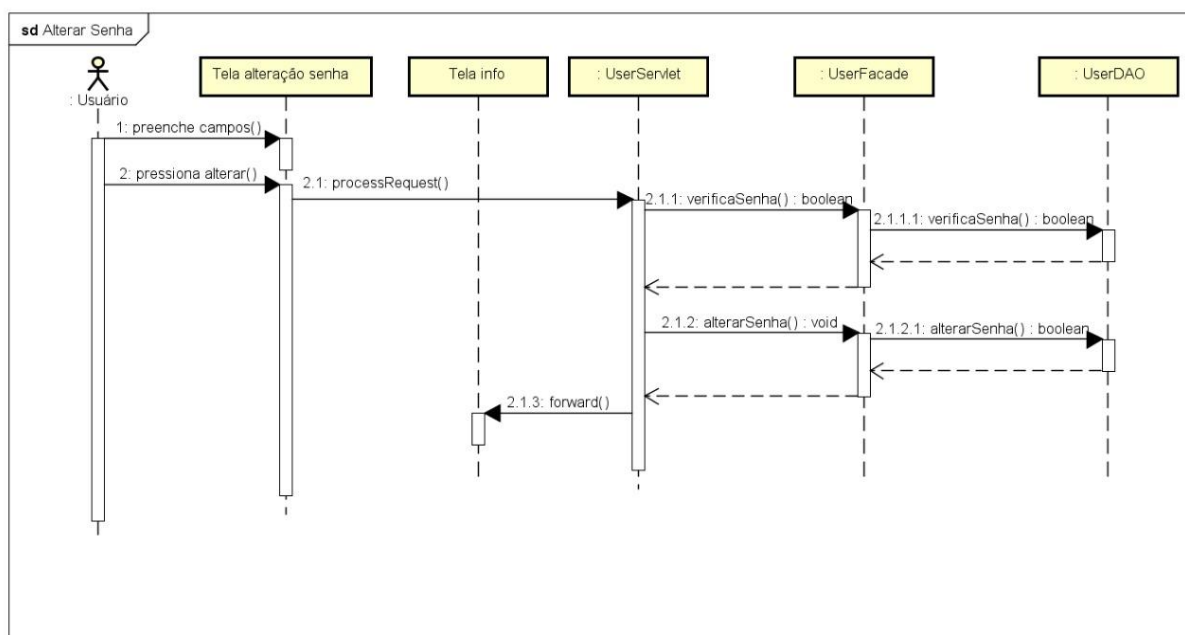 sd Alterar Senha
: Usuário
Tela alteração senha
Tela info
: UserServlet
: UserFacade
: UserDAO
1: preenche campos()
2: pressiona alterar()
2.1: processRequest()
2.1.1: verificaSenha() : boolean
2.1.1.1: verificaSenha() : boolean
2.1.2: alterarSenha() : void
2.1.2.1: alterarSenha() : boolean
2.1.3: forward()